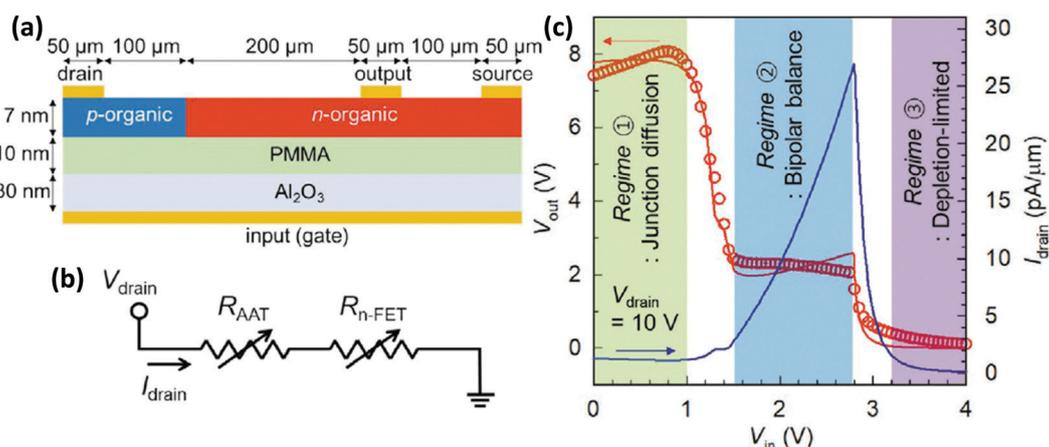 (a)
50 μm 100 μm 200 μm 50 μm 100 μm 50 μm
drain output source
7 nm
p-organic n-organic
10 nm
PMMA
30 nm
Al2O3
input (gate)
(b)
Vdrain
RAAT Rn-FET
Idrain
(c)
Vout (V)
8
6
4
2
0
Regime ①
: Junction diffusion
Regime ②
: Bipolar balance
Regime ③
: Depletion-limited
Vdrain
= 10 V
30
25
20
15
10
5
0
Idrain (pA/μm)
0 1 2 3 4
Vin (V)